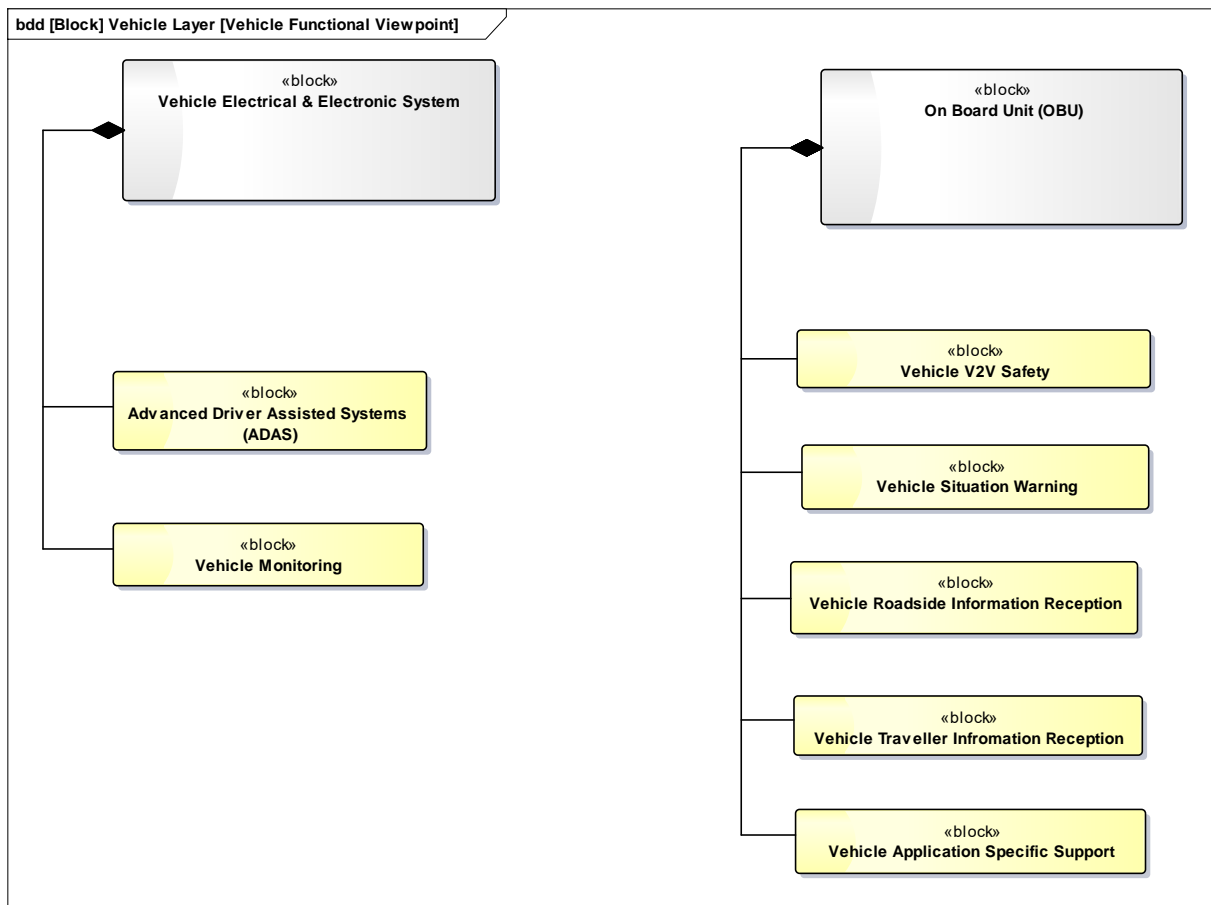 bdd [Block] Vehicle Layer [Vehicle Functional Viewpoint]
«block»
Vehicle Electrical & Electronic System
«block»
Advanced Driver Assisted Systems
(ADAS)
«block»
Vehicle Monitoring
«block»
On Board Unit (OBU)
«block»
Vehicle V2V Safety
«block»
Vehicle Situation Warning
«block»
Vehicle Roadside Information Reception
«block»
Vehicle Traveller Infromation Reception
«block»
Vehicle Application Specific Support